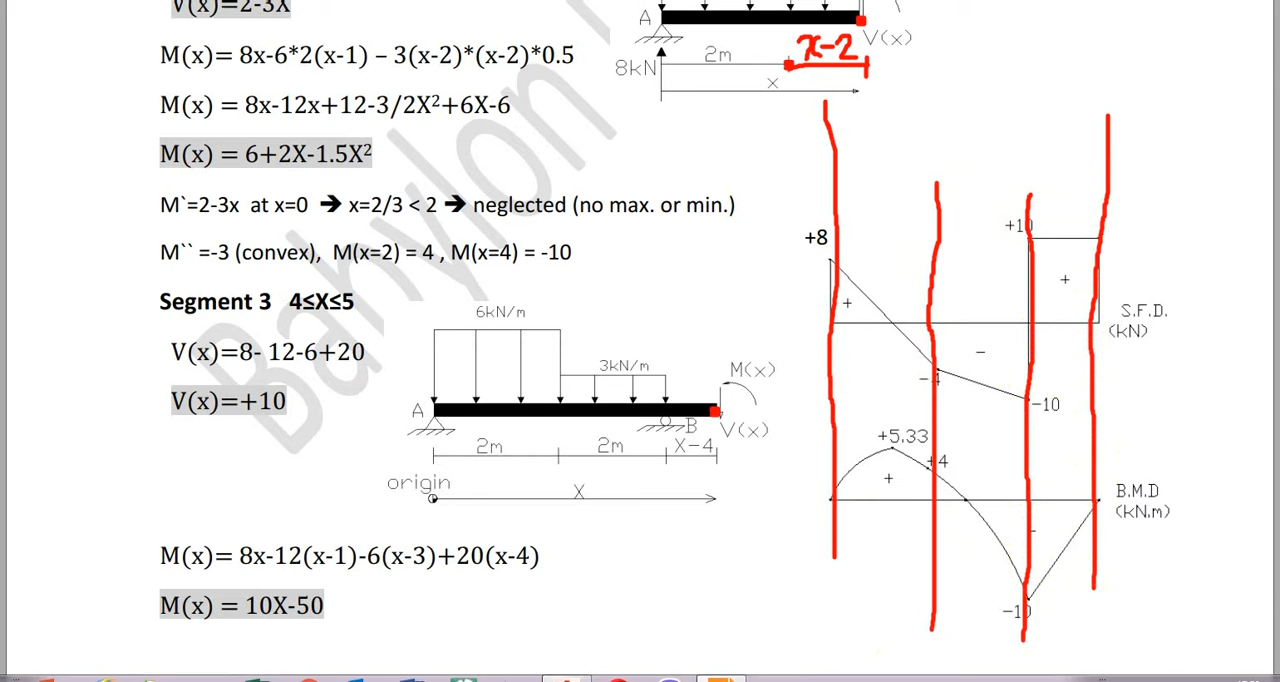 V(x)=2-3X
M(x)= 8x-6*2(x-1) – 3(x-2)*(x-2)*0.5
M(x) = 8x-12x+12-3/2X²+6X-6
M(x) = 6+2X-1.5X²
M`=2-3x at x=0 ➔ x=2/3 < 2 ➔ neglected (no max. or min.)
M`` =-3 (convex), M(x=2) = 4 , M(x=4) = -10
Segment 3 4≤X≤5
V(x)=8- 12-6+20
V(x)=+10
M(x)= 8x-12(x-1)-6(x-3)+20(x-4)
M(x) = 10X-50
A
V(x)
x-2
2m
8kN
x
6kN/m
3kN/m
M(x)
A
B
V(x)
2m
2m
X-4
origin
X
+8
+10
+
+
S.F.D.
(kN)
−
-4
-10
+5.33
+4
+
B.M.D
(kN.m)
-
-10
Babylon